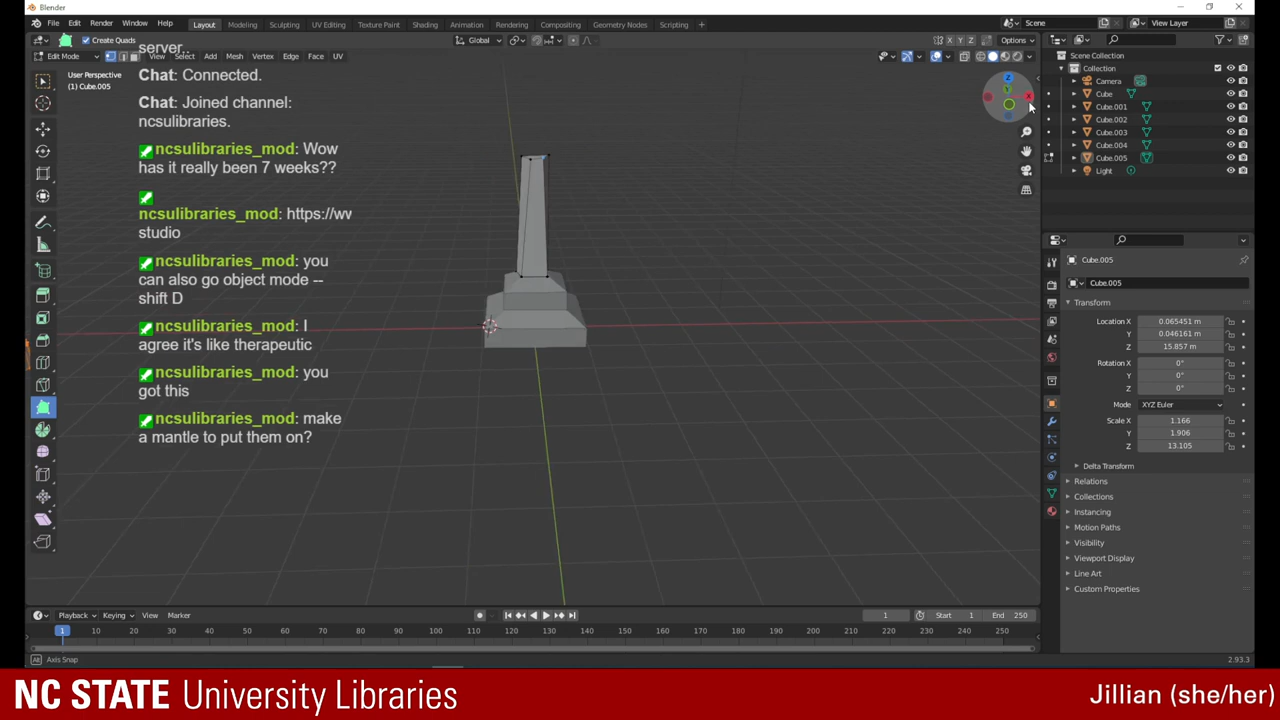 Blender
File Edit Render Window Help Layout Modeling Sculpting UV Editing Texture Paint Shading Animation Rendering Compositing Geometry Nodes Scripting + Scene View Layer
Create Quads Global X Y Z Options
Edit Mode View Select Add Mesh Vertex Edge Face UV
User Perspective
(1) Cube.005
server..
Chat: Connected.
Chat: Joined channel:
ncsulibraries.
ncsulibraries_mod: Wow
has it really been 7 weeks??
ncsulibraries_mod: https://wv
studio
ncsulibraries_mod: you
can also go object mode --
shift D
ncsulibraries_mod: I
agree it's like therapeutic
ncsulibraries_mod: you
got this
ncsulibraries_mod: make
a mantle to put them on?
Z
Y
X
Scene Collection
Collection
Camera
Cube
Cube.001
Cube.002
Cube.003
Cube.004
Cube.005
Light
Cube.005
Cube.005
Transform
Location X 0.065451 m
Y 0.046161 m
Z 15.857 m
Rotation X 0°
Y 0°
Z 0°
Mode XYZ Euler
Scale X 1.166
Y 1.906
Z 13.105
Delta Transform
Relations
Collections
Instancing
Motion Paths
Visibility
Viewport Display
Line Art
Custom Properties
Playback Keying View Marker 1 Start 1 End 250
1 10 20 30 40 50 60 70 80 90 100 110 120 130 140 150 160 170 180 190 200 210 220 230 240 250
Alt Axis Snap 2.93.3
NC STATE University Libraries Jillian (she/her)